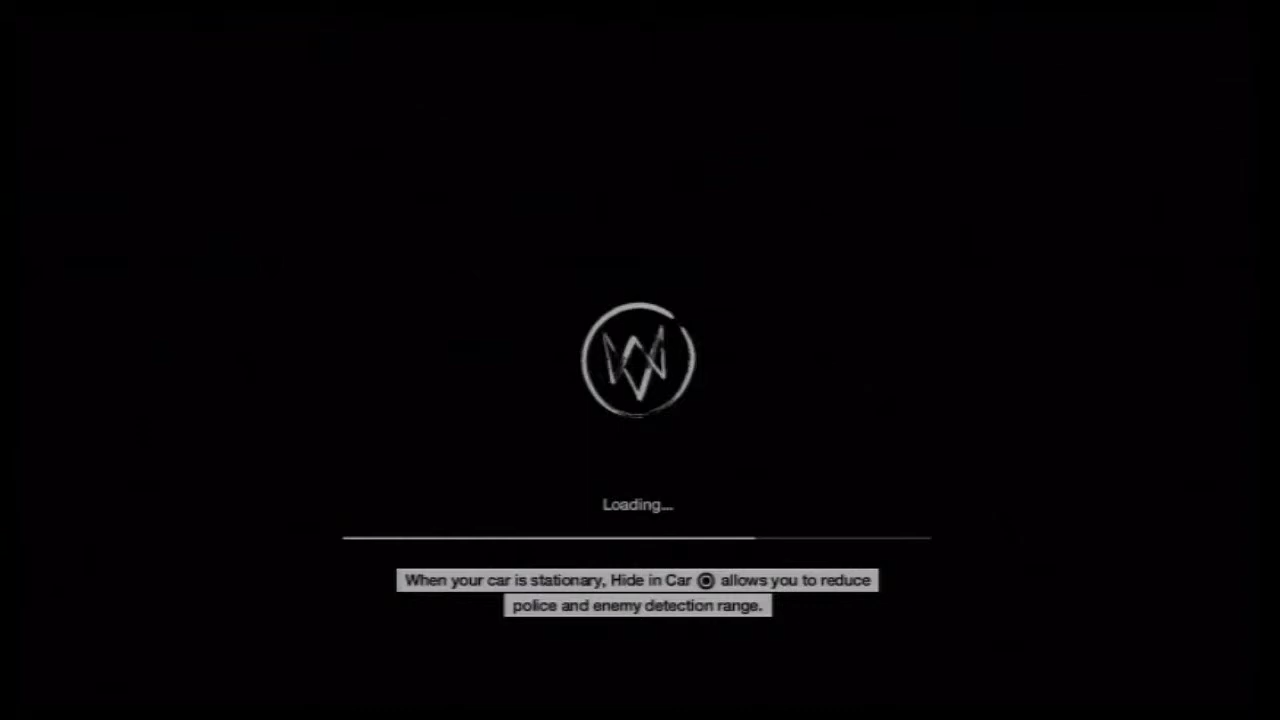 Loading...
When your car is stationary, Hide in Car allows you to reduce
police and enemy detection range.